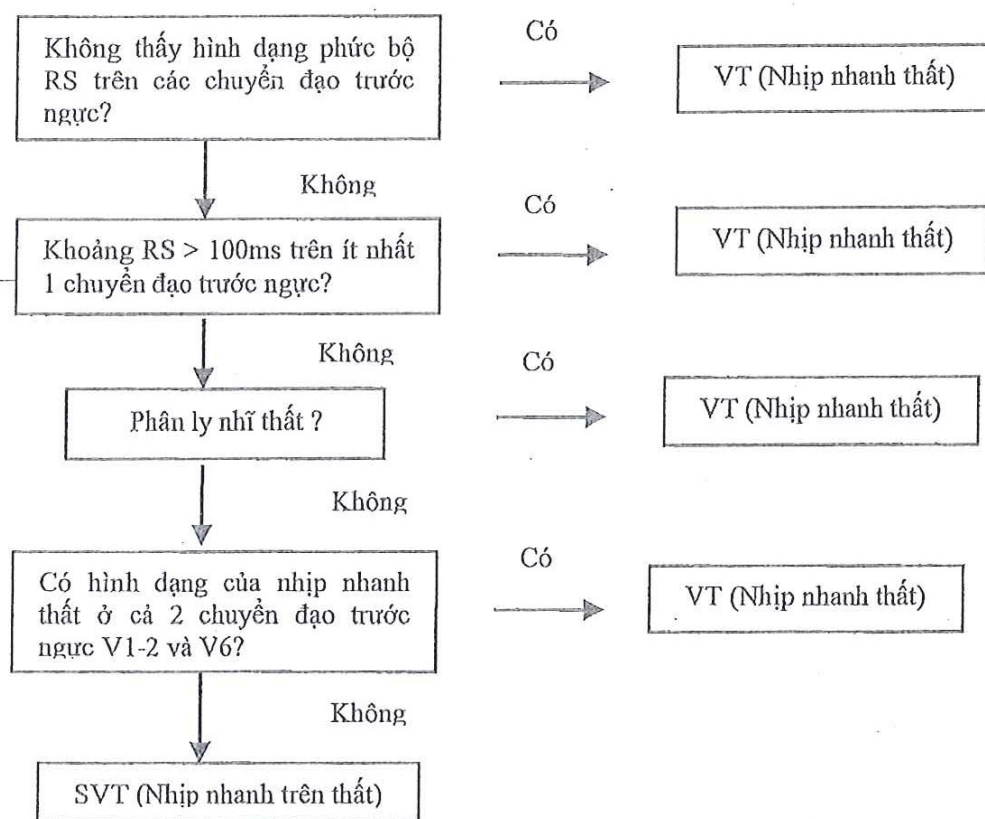 Không thấy hình dạng phức bộ
RS trên các chuyển đạo trước
ngực?
Có
VT (Nhịp nhanh thất)
Không
Khoảng RS > 100ms trên ít nhất
1 chuyển đạo trước ngực?
Có
VT (Nhịp nhanh thất)
Không
Phân ly nhĩ thất ?
Có
VT (Nhịp nhanh thất)
Không
Có hình dạng của nhịp nhanh
thất ở cả 2 chuyển đạo trước
ngực V1-2 và V6?
Có
VT (Nhịp nhanh thất)
Không
SVT (Nhịp nhanh trên thất)